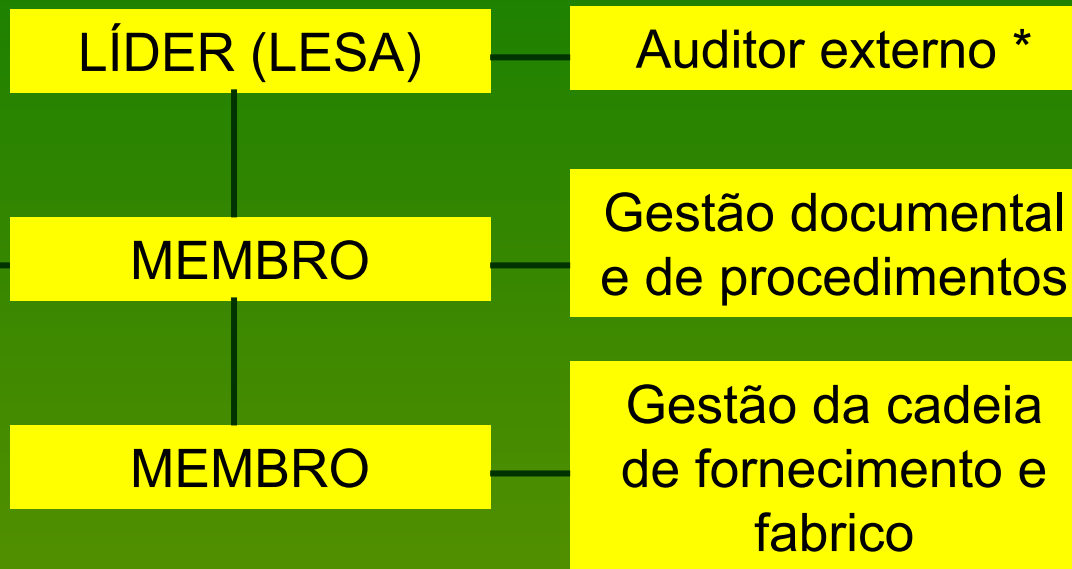 LÍDER (LESA)
Auditor externo *
MEMBRO
Gestão documental
e de procedimentos
MEMBRO
Gestão da cadeia
de fornecimento e
fabrico